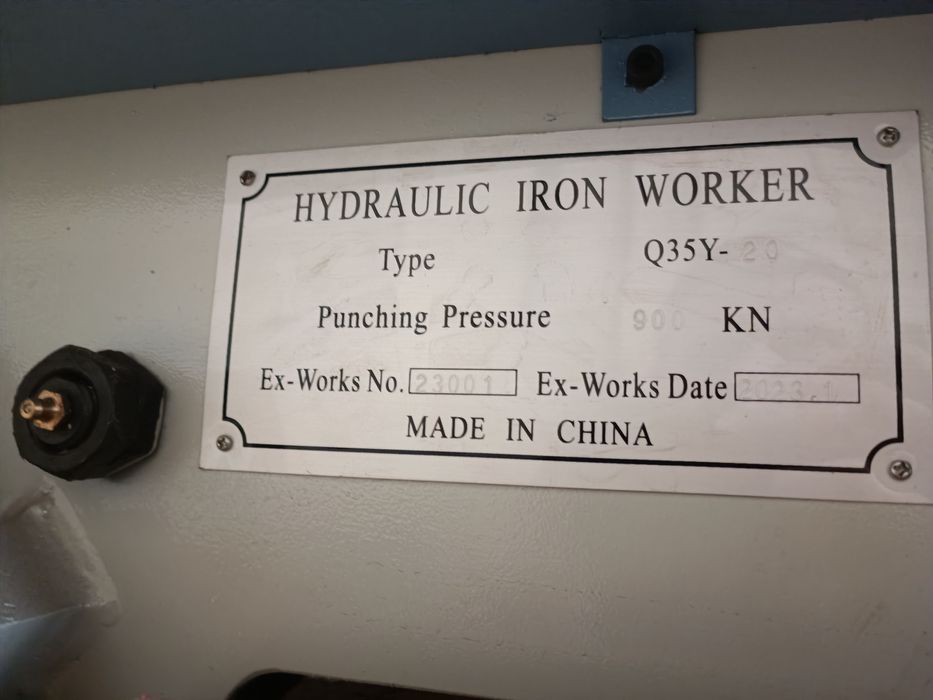 HYDRAULIC IRON WORKER
Type Q35Y-20
Punching Pressure 900 KN
Ex-Works No. 23001 Ex-Works Date 2023.1
MADE IN CHINA